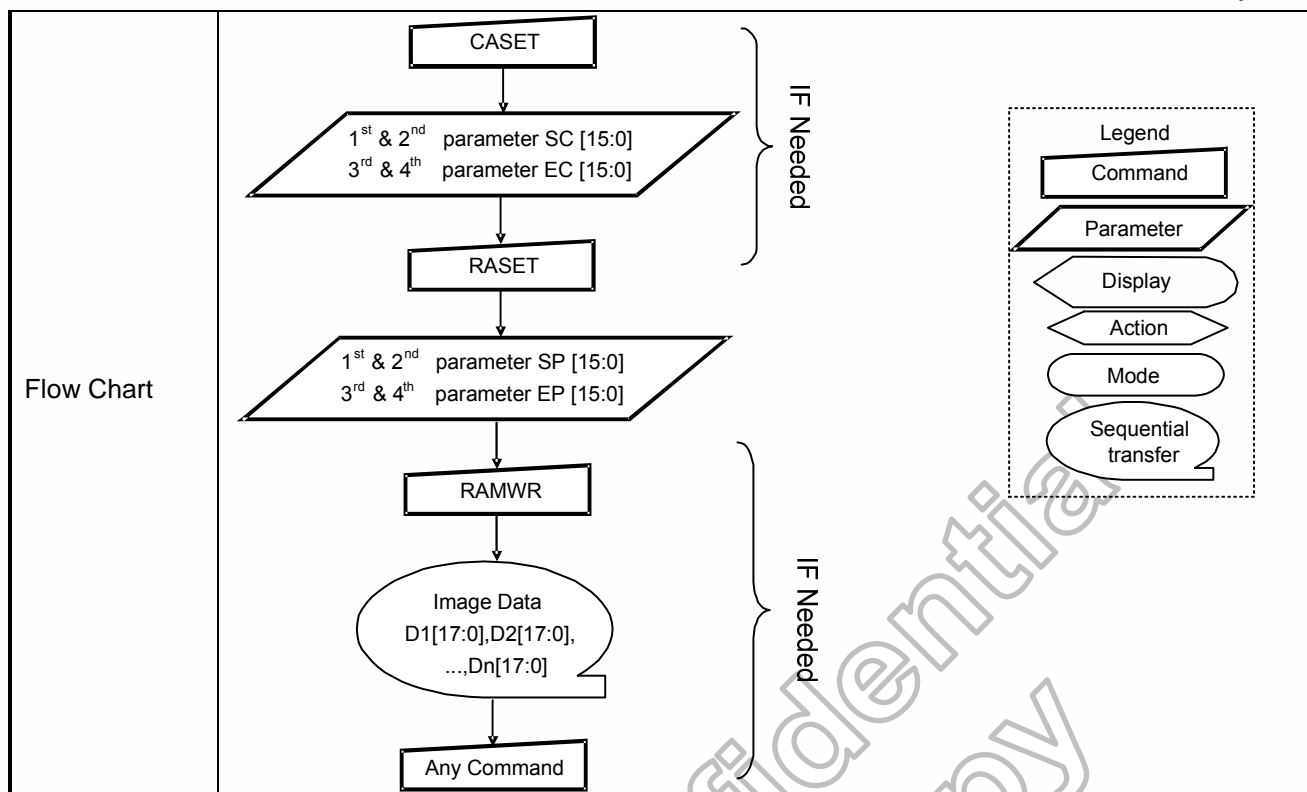 Flow Chart
CASET
1st & 2nd parameter SC [15:0]
3rd & 4th parameter EC [15:0]
RASET
IF Needed
1st & 2nd parameter SP [15:0]
3rd & 4th parameter EP [15:0]
RAMWR
Image Data
D1[17:0],D2[17:0],
...,Dn[17:0]
Any Command
IF Needed
Legend
Command
Parameter
Display
Action
Mode
Sequential
transfer